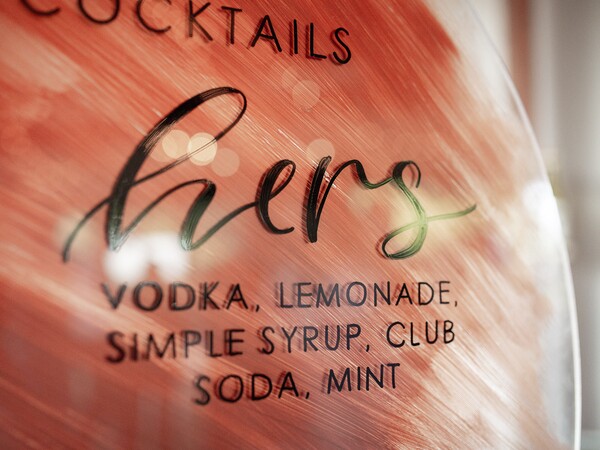 COCKTAILS
hers
VODKA, LEMONADE,
SIMPLE SYRUP, CLUB
SODA, MINT